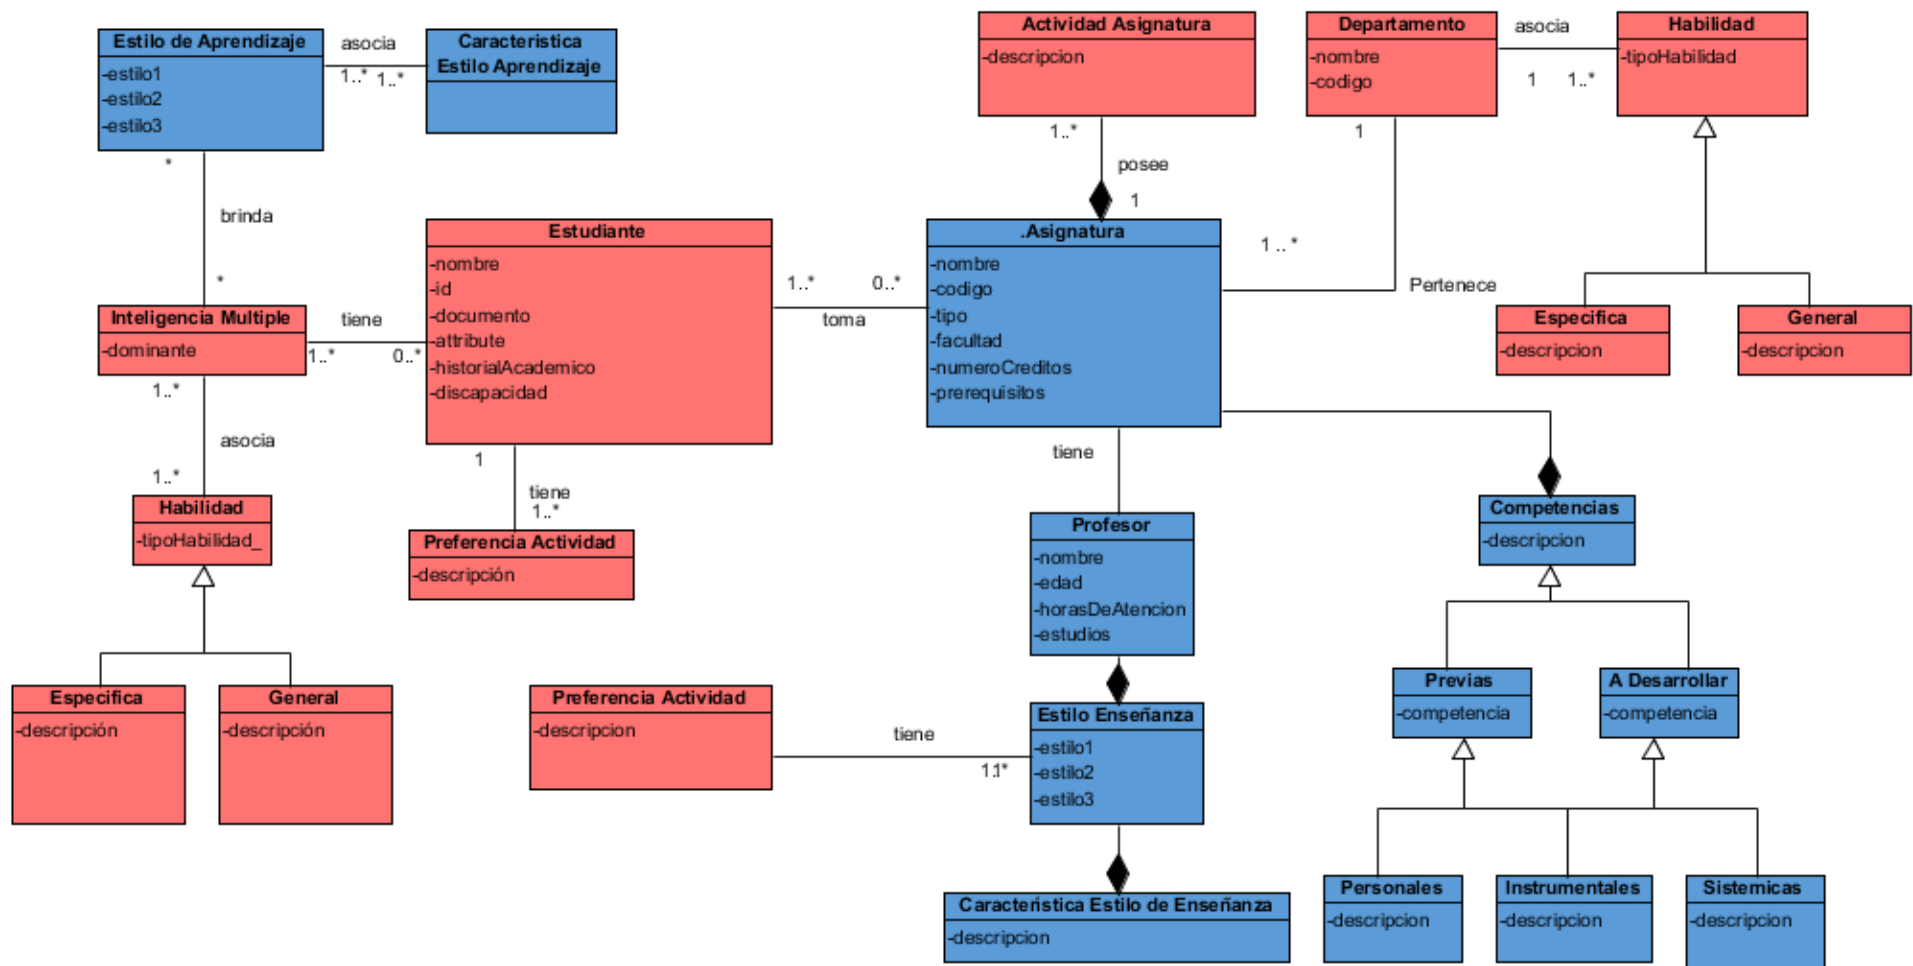 Estilo de Aprendizaje
-estilo1
-estilo2
-estilo3
asocia
1..* 1..*
Caracteristica
Estilo Aprendizaje
*
brinda
*
Inteligencia Multiple
-dominante
tiene
1..* 0..*
1..*
asocia
1..*
Habilidad
-tipoHabilidad_
Especifica
-descripción
General
-descripción
Estudiante
-nombre
-id
-documento
-attribute
-historialAcademico
-discapacidad
1
tiene
1..*
Preferencia Actividad
-descripción
1..* 0..*
toma
Actividad Asignatura
-descripcion
1..*
posee
1
.Asignatura
-nombre
-codigo
-tipo
-facultad
-numeroCreditos
-prerequisitos
Departamento
-nombre
-codigo
asocia
1 1..*
Habilidad
-tipoHabilidad
1
1 .. *
Pertenece
Especifica
-descripcion
General
-descripcion
tiene
Profesor
-nombre
-edad
-horasDeAtencion
-estudios
Preferencia Actividad
-descripcion
tiene
Estilo Enseñanza
-estilo1
-estilo2
-estilo3
Característica Estilo de Enseñanza
-descripcion
Competencias
-descripcion
Previas
-competencia
A Desarrollar
-competencia
Personales
-descripcion
Instrumentales
-descripcion
Sistemicas
-descripcion